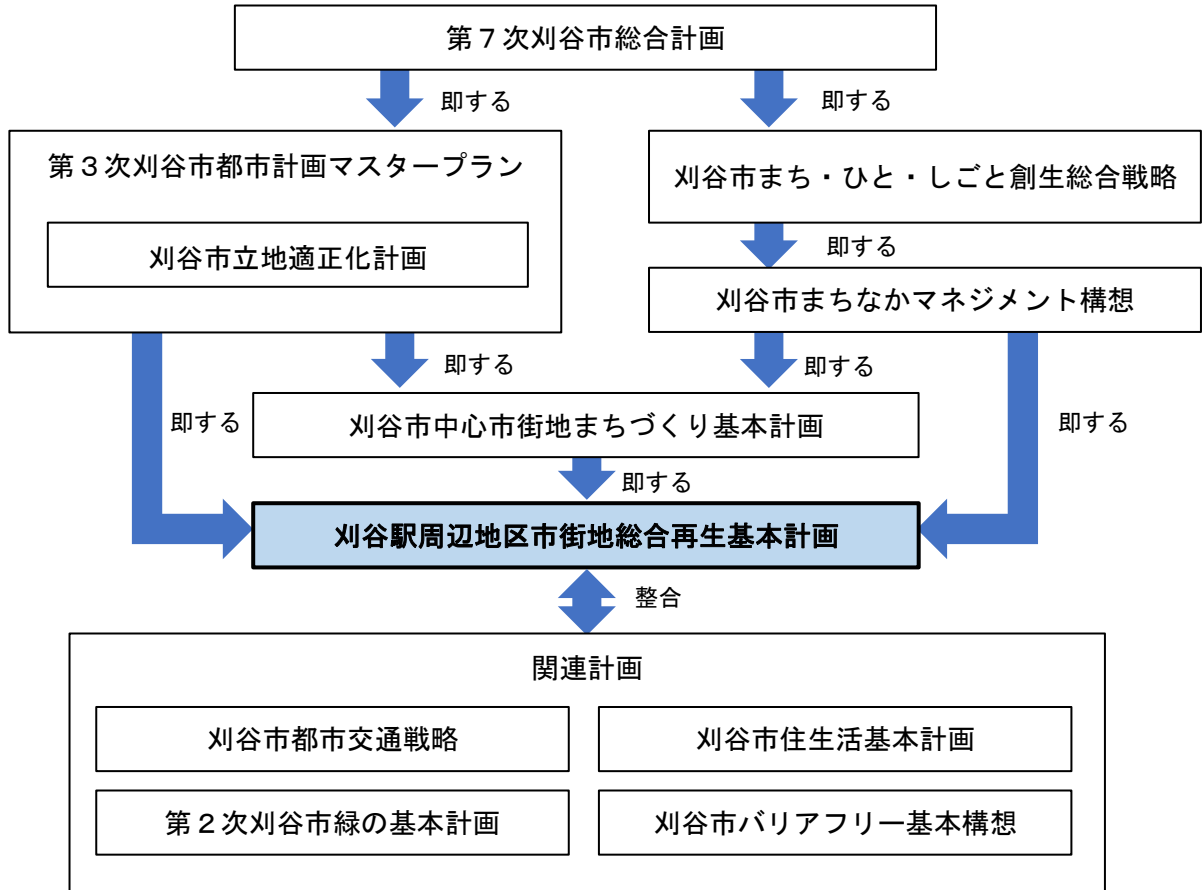 第７次刈谷市総合計画
即する
即する
第３次刈谷市都市計画マスタープラン
刈谷市立地適正化計画
刈谷市まち・ひと・しごと創生総合戦略
即する
刈谷市まちなかマネジメント構想
即する
即する
即する
刈谷市中心市街地まちづくり基本計画
即する
即する
刈谷駅周辺地区市街地総合再生基本計画
整合
関連計画
刈谷市都市交通戦略
刈谷市住生活基本計画
第２次刈谷市緑の基本計画
刈谷市バリアフリー基本構想